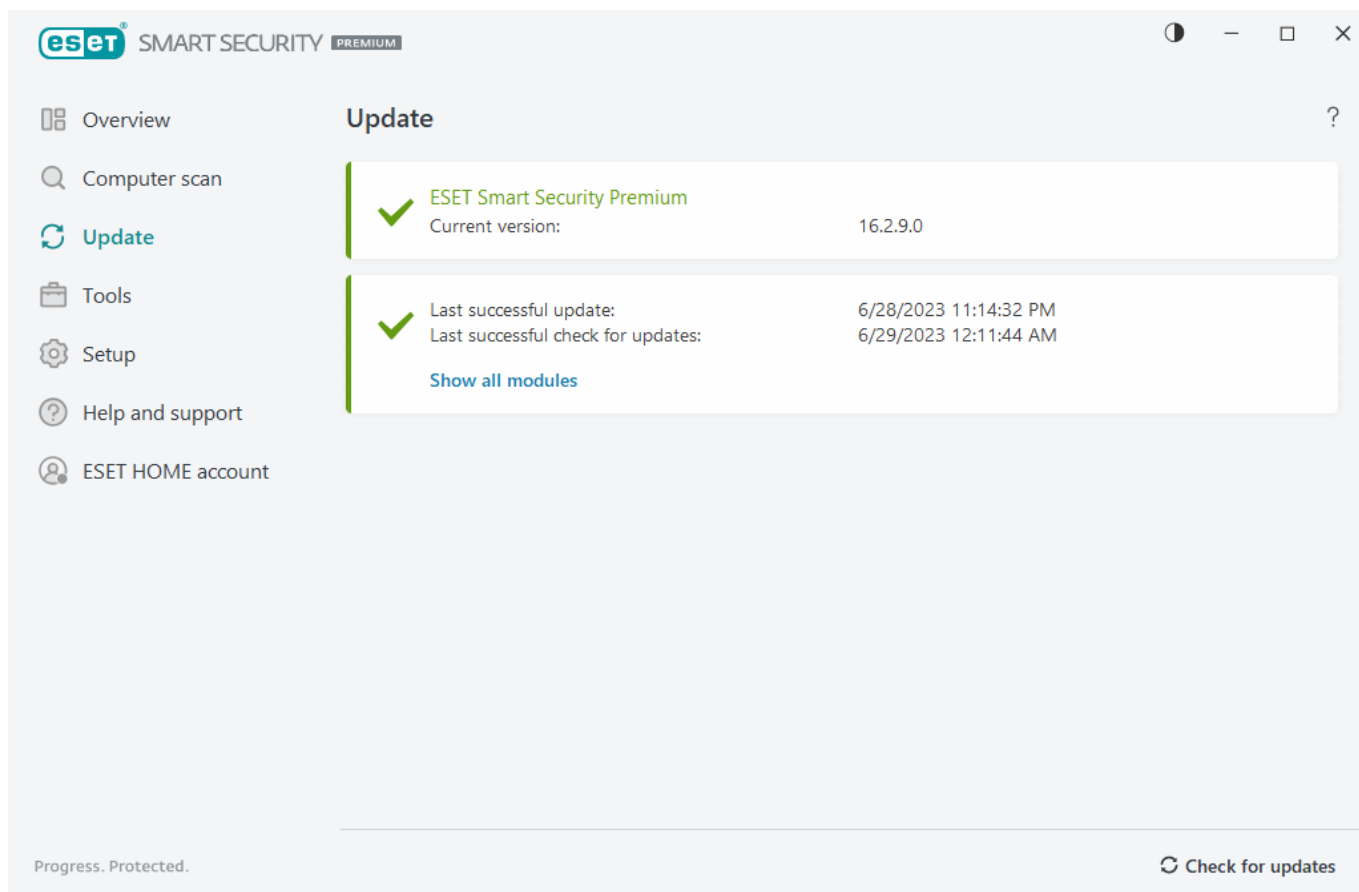 eset® SMART SECURITY PREMIUM
Overview
Computer scan
Update
Tools
Setup
Help and support
ESET HOME account
Update
?
ESET Smart Security Premium
Current version: 16.2.9.0
Last successful update: 6/28/2023 11:14:32 PM
Last successful check for updates: 6/29/2023 12:11:44 AM
Show all modules
Progress. Protected.
Check for updates